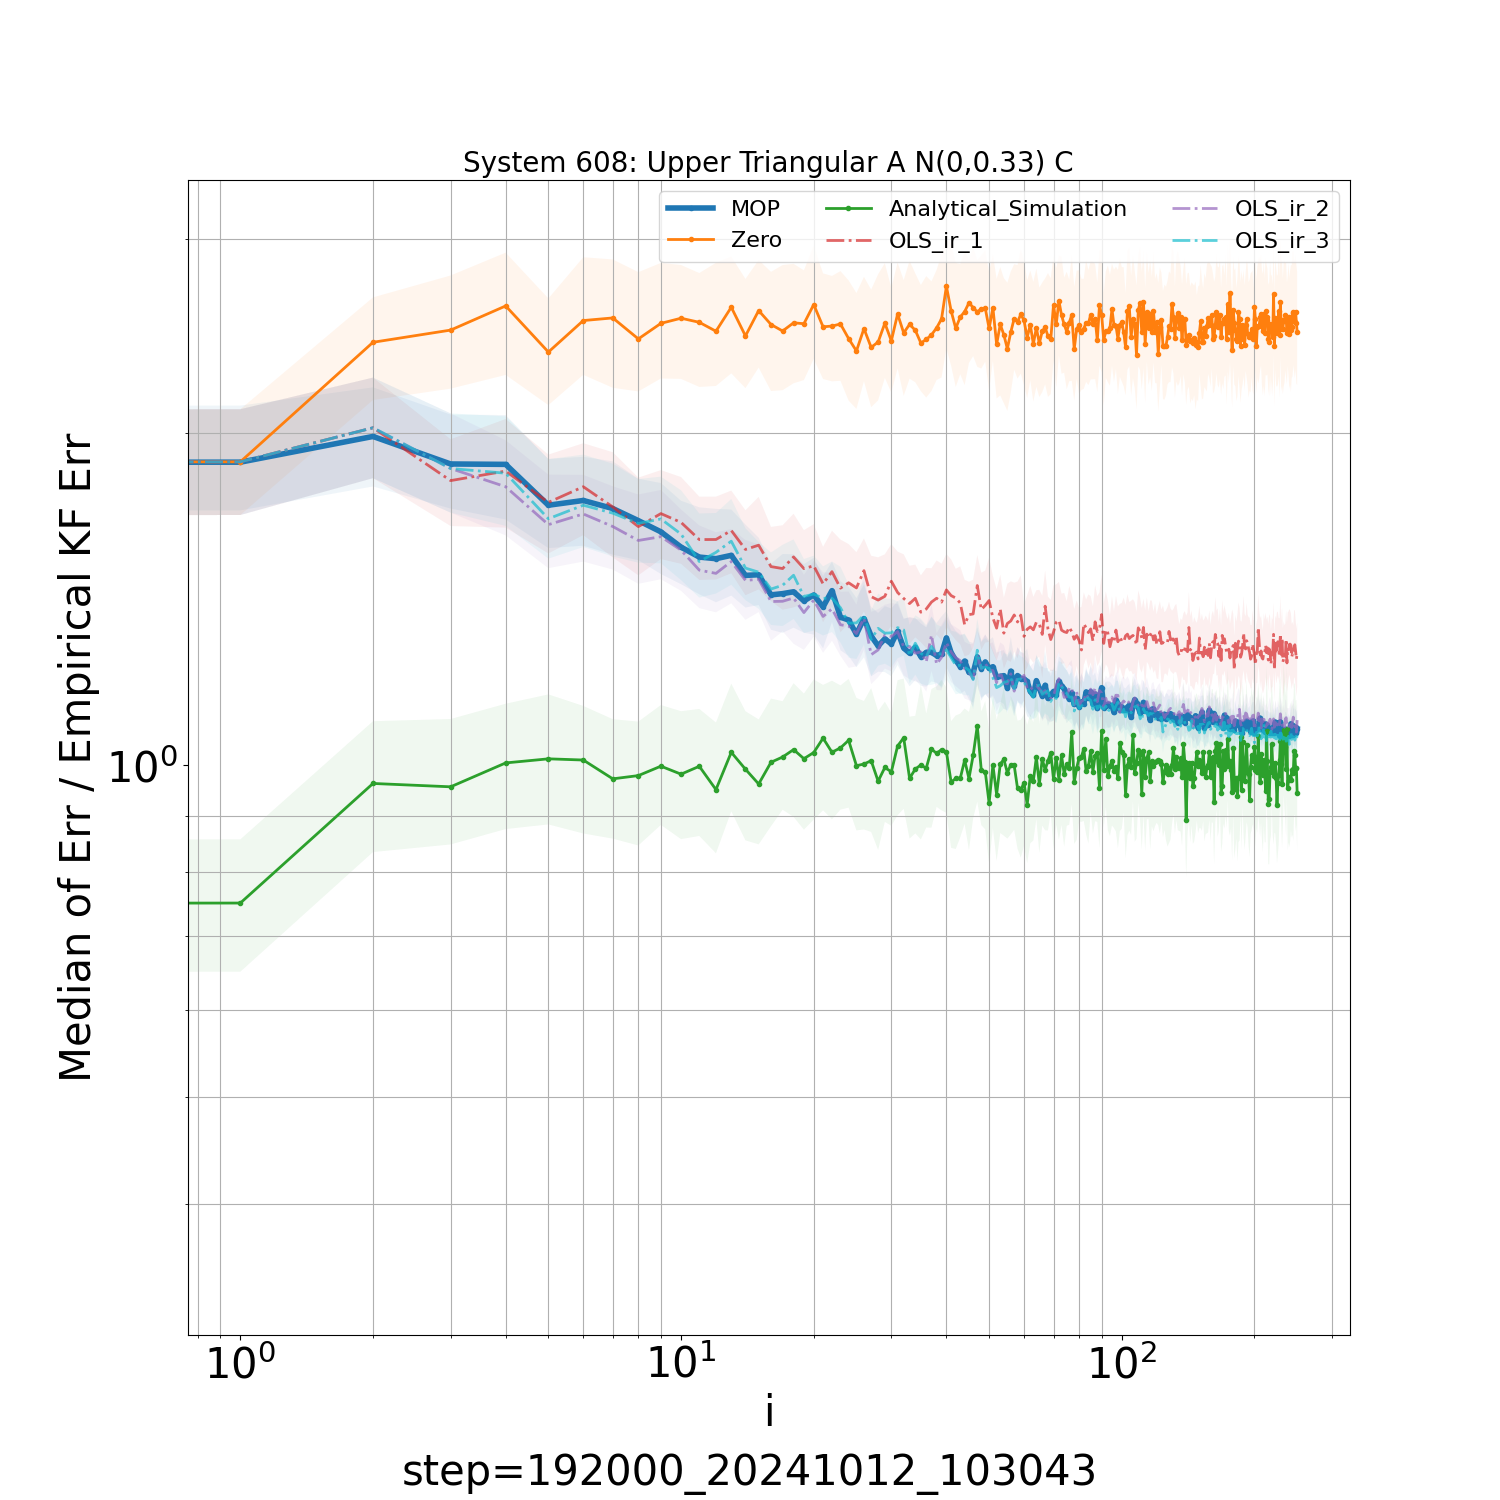 System 608: Upper Triangular A N(0,0.33) C
MOP
Zero
Analytical_Simulation
OLS_ir_1
OLS_ir_2
OLS_ir_3
Median of Err / Empirical KF Err
10⁰
10⁰ 10¹ 10²
i
step=192000_20241012_103043